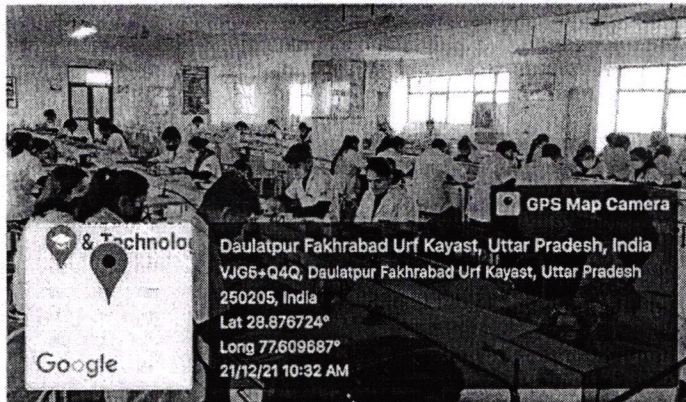 GPS Map Camera
& Technolo
Daulatpur Fakhrabad Urf Kayast, Uttar Pradesh, India
VJG6+Q4Q, Daulatpur Fakhrabad Urf Kayast, Uttar Pradesh
250205, India
Lat 28.876724°
Long 77.609687°
21/12/21 10:32 AM
Google